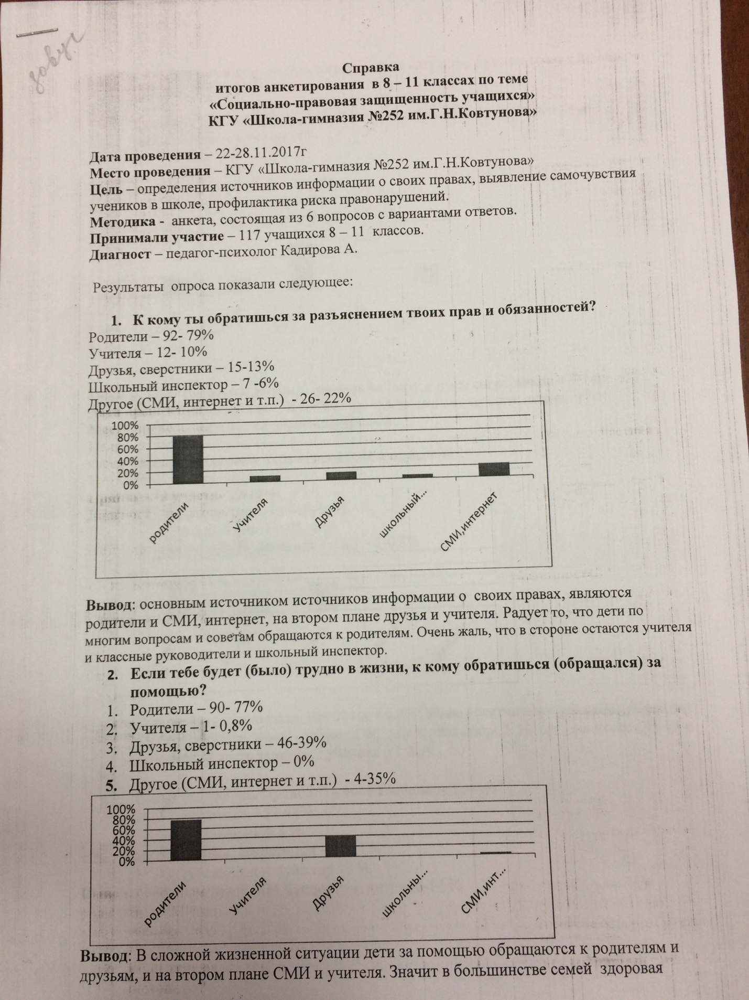 завуч
Справка
итогов анкетирования в 8 – 11 классах по теме
«Социально-правовая защищенность учащихся»
КГУ «Школа-гимназия №252 им.Г.Н.Ковтунова»
Дата проведения – 22-28.11.2017г
Место проведения – КГУ «Школа-гимназия №252 им.Г.Н.Ковтунова»
Цель – определения источников информации о своих правах, выявление самочувствия
учеников в школе, профилактика риска правонарушений.
Методика - анкета, состоящая из 6 вопросов с вариантами ответов.
Принимали участие – 117 учащихся 8 – 11 классов.
Диагност – педагог-психолог Кадирова А.
Результаты опроса показали следующее:
1. К кому ты обратишься за разъяснением твоих прав и обязанностей?
Родители – 92- 79%
Учителя – 12- 10%
Друзья, сверстники – 15-13%
Школьный инспектор – 7 -6%
Другое (СМИ, интернет и т.п.) - 26- 22%
100%
80%
60%
40%
20%
0%
родители
Учителя
Друзья
школьный...
СМИ,интернет
Вывод: основным источником источников информации о своих правах, являются
родители и СМИ, интернет, на втором плане друзья и учителя. Радует то, что дети по
многим вопросам и советам обращаются к родителям. Очень жаль, что в стороне остаются учителя
и классные руководители и школьный инспектор.
2. Если тебе будет (было) трудно в жизни, к кому обратишься (обращался) за
помощью?
1. Родители – 90- 77%
2. Учителя – 1- 0,8%
3. Друзья, сверстники – 46-39%
4. Школьный инспектор – 0%
5. Другое (СМИ, интернет и т.п.) - 4-35%
100%
80%
60%
40%
20%
0%
родители
Учителя
Друзья
школьны...
СМИ,инт...
Вывод: В сложной жизненной ситуации дети за помощью обращаются к родителям и
друзьям, и на втором плане СМИ и учителя. Значит в большинстве семей здоровая